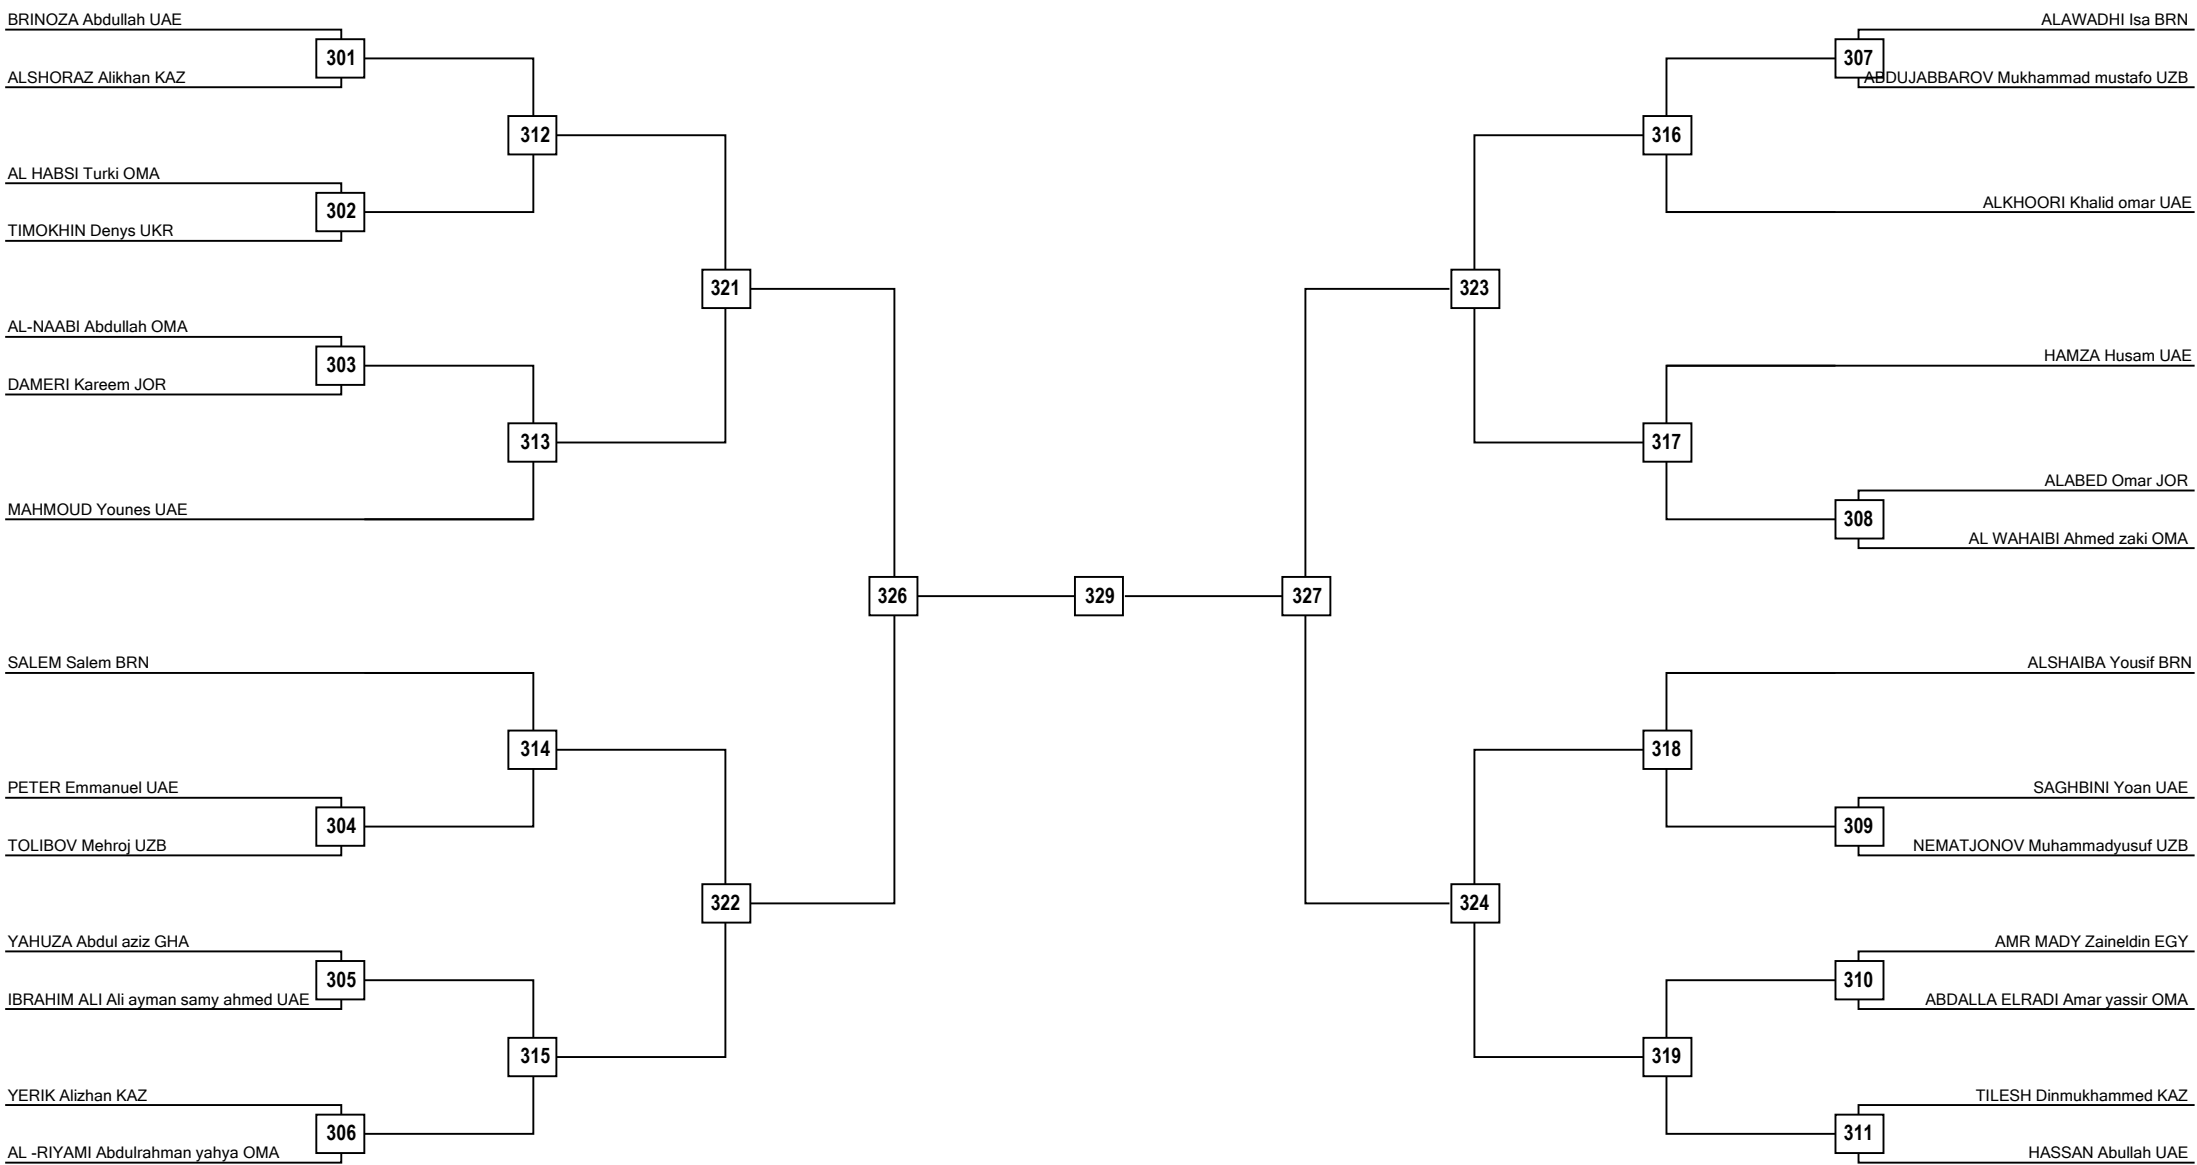 BRINOZA Abdullah UAE
301
ALSHORAZ Alikhan KAZ
312
AL HABSI Turki OMA
302
TIMOKHIN Denys UKR
321
AL-NAABI Abdullah OMA
303
DAMERI Kareem JOR
313
MAHMOUD Younes UAE
326
SALEM Salem BRN
314
PETER Emmanuel UAE
304
TOLIBOV Mehroj UZB
322
YAHUZA Abdul aziz GHA
305
IBRAHIM ALI Ali ayman samy ahmed UAE
315
YERIK Alizhan KAZ
306
AL -RIYAMI Abdulrahman yahya OMA
329
ALAWADHI Isa BRN
307
ABDUJABBAROV Mukhammad mustafo UZB
316
ALKHOORI Khalid omar UAE
323
HAMZA Husam UAE
317
ALABED Omar JOR
308
AL WAHAIBI Ahmed zaki OMA
327
ALSHAIBA Yousif BRN
318
SAGHBINI Yoan UAE
309
NEMATJONOV Muhammadyusuf UZB
324
AMR MADY Zaineldin EGY
310
ABDALLA ELRADI Amar yassir OMA
319
TILESH Dinmukhammed KAZ
311
HASSAN Abullah UAE